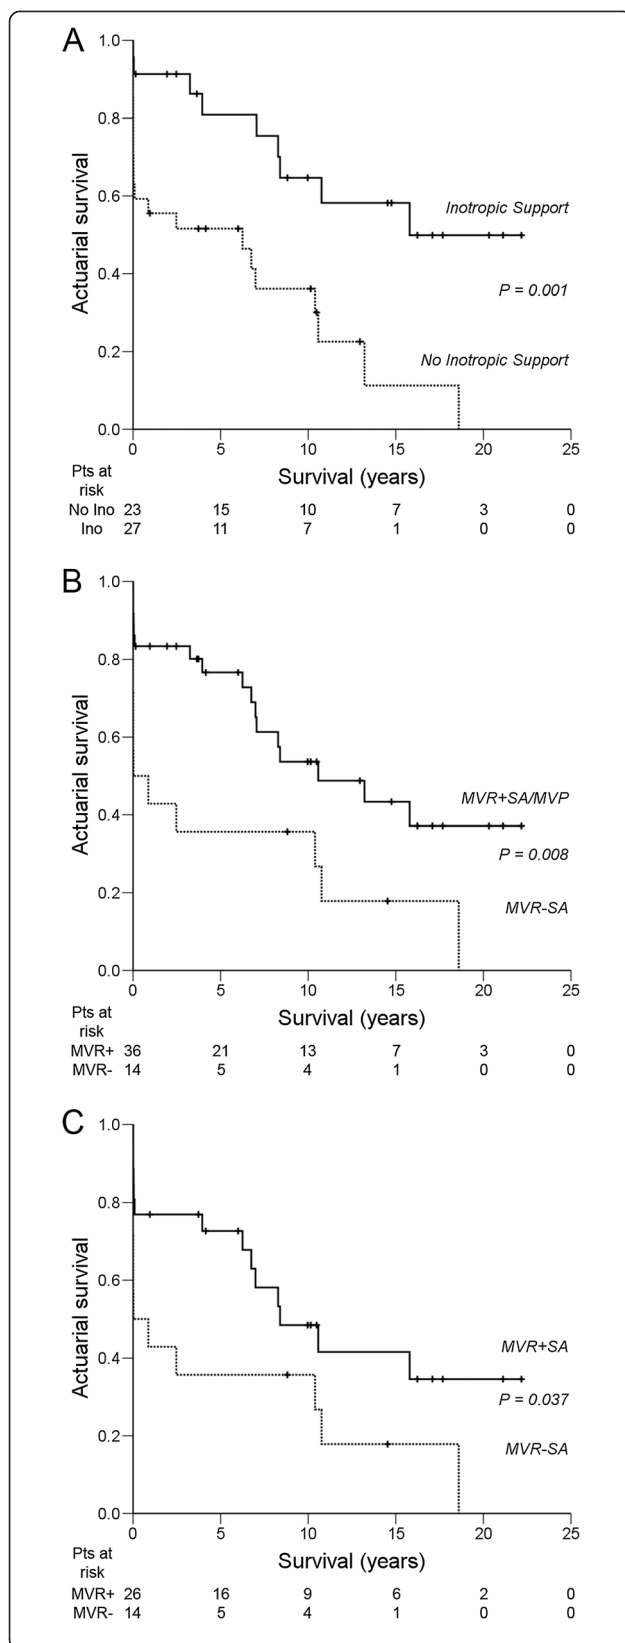 A
1.0
0.8
0.6
0.4
0.2
0.0
Actuarial survival
Inotropic Support
P = 0.001
No Inotropic Support
0 5 10 15 20 25
Survival (years)
Pts at
risk
No Ino 23 15 10 7 3 0
Ino 27 11 7 1 0 0
B
1.0
0.8
0.6
0.4
0.2
0.0
Actuarial survival
MVR+SA/MVP
P = 0.008
MVR-SA
0 5 10 15 20 25
Survival (years)
Pts at
risk
MVR+ 36 21 13 7 3 0
MVR- 14 5 4 1 0 0
C
1.0
0.8
0.6
0.4
0.2
0.0
Actuarial survival
MVR+SA
P = 0.037
MVR-SA
0 5 10 15 20 25
Survival (years)
Pts at
risk
MVR+ 26 16 9 6 2 0
MVR- 14 5 4 1 0 0